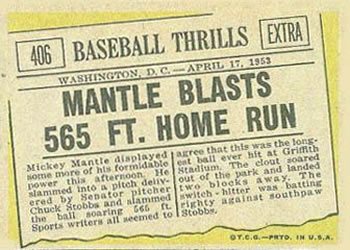 406
BASEBALL THRILLS
EXTRA
WASHINGTON, D.C.—APRIL 17, 1953
MANTLE BLASTS
565 FT. HOME RUN
Mickey Mantle displayed
some more of his formidable
power this afternoon. He
slammed into a pitch deliv-
ered by Senator pitcher
Chuck Stobbs and slammed
the ball soaring 565 ft.
Sports writers all seemed to
agree that this was the long-
est ball ever hit at Griffith
Stadium. The clout soared
out of the park and landed
two blocks away. The
switch-hitter was batting
righty against southpaw
Stobbs.
©T.C.G.—PRTD. IN U.S.A.